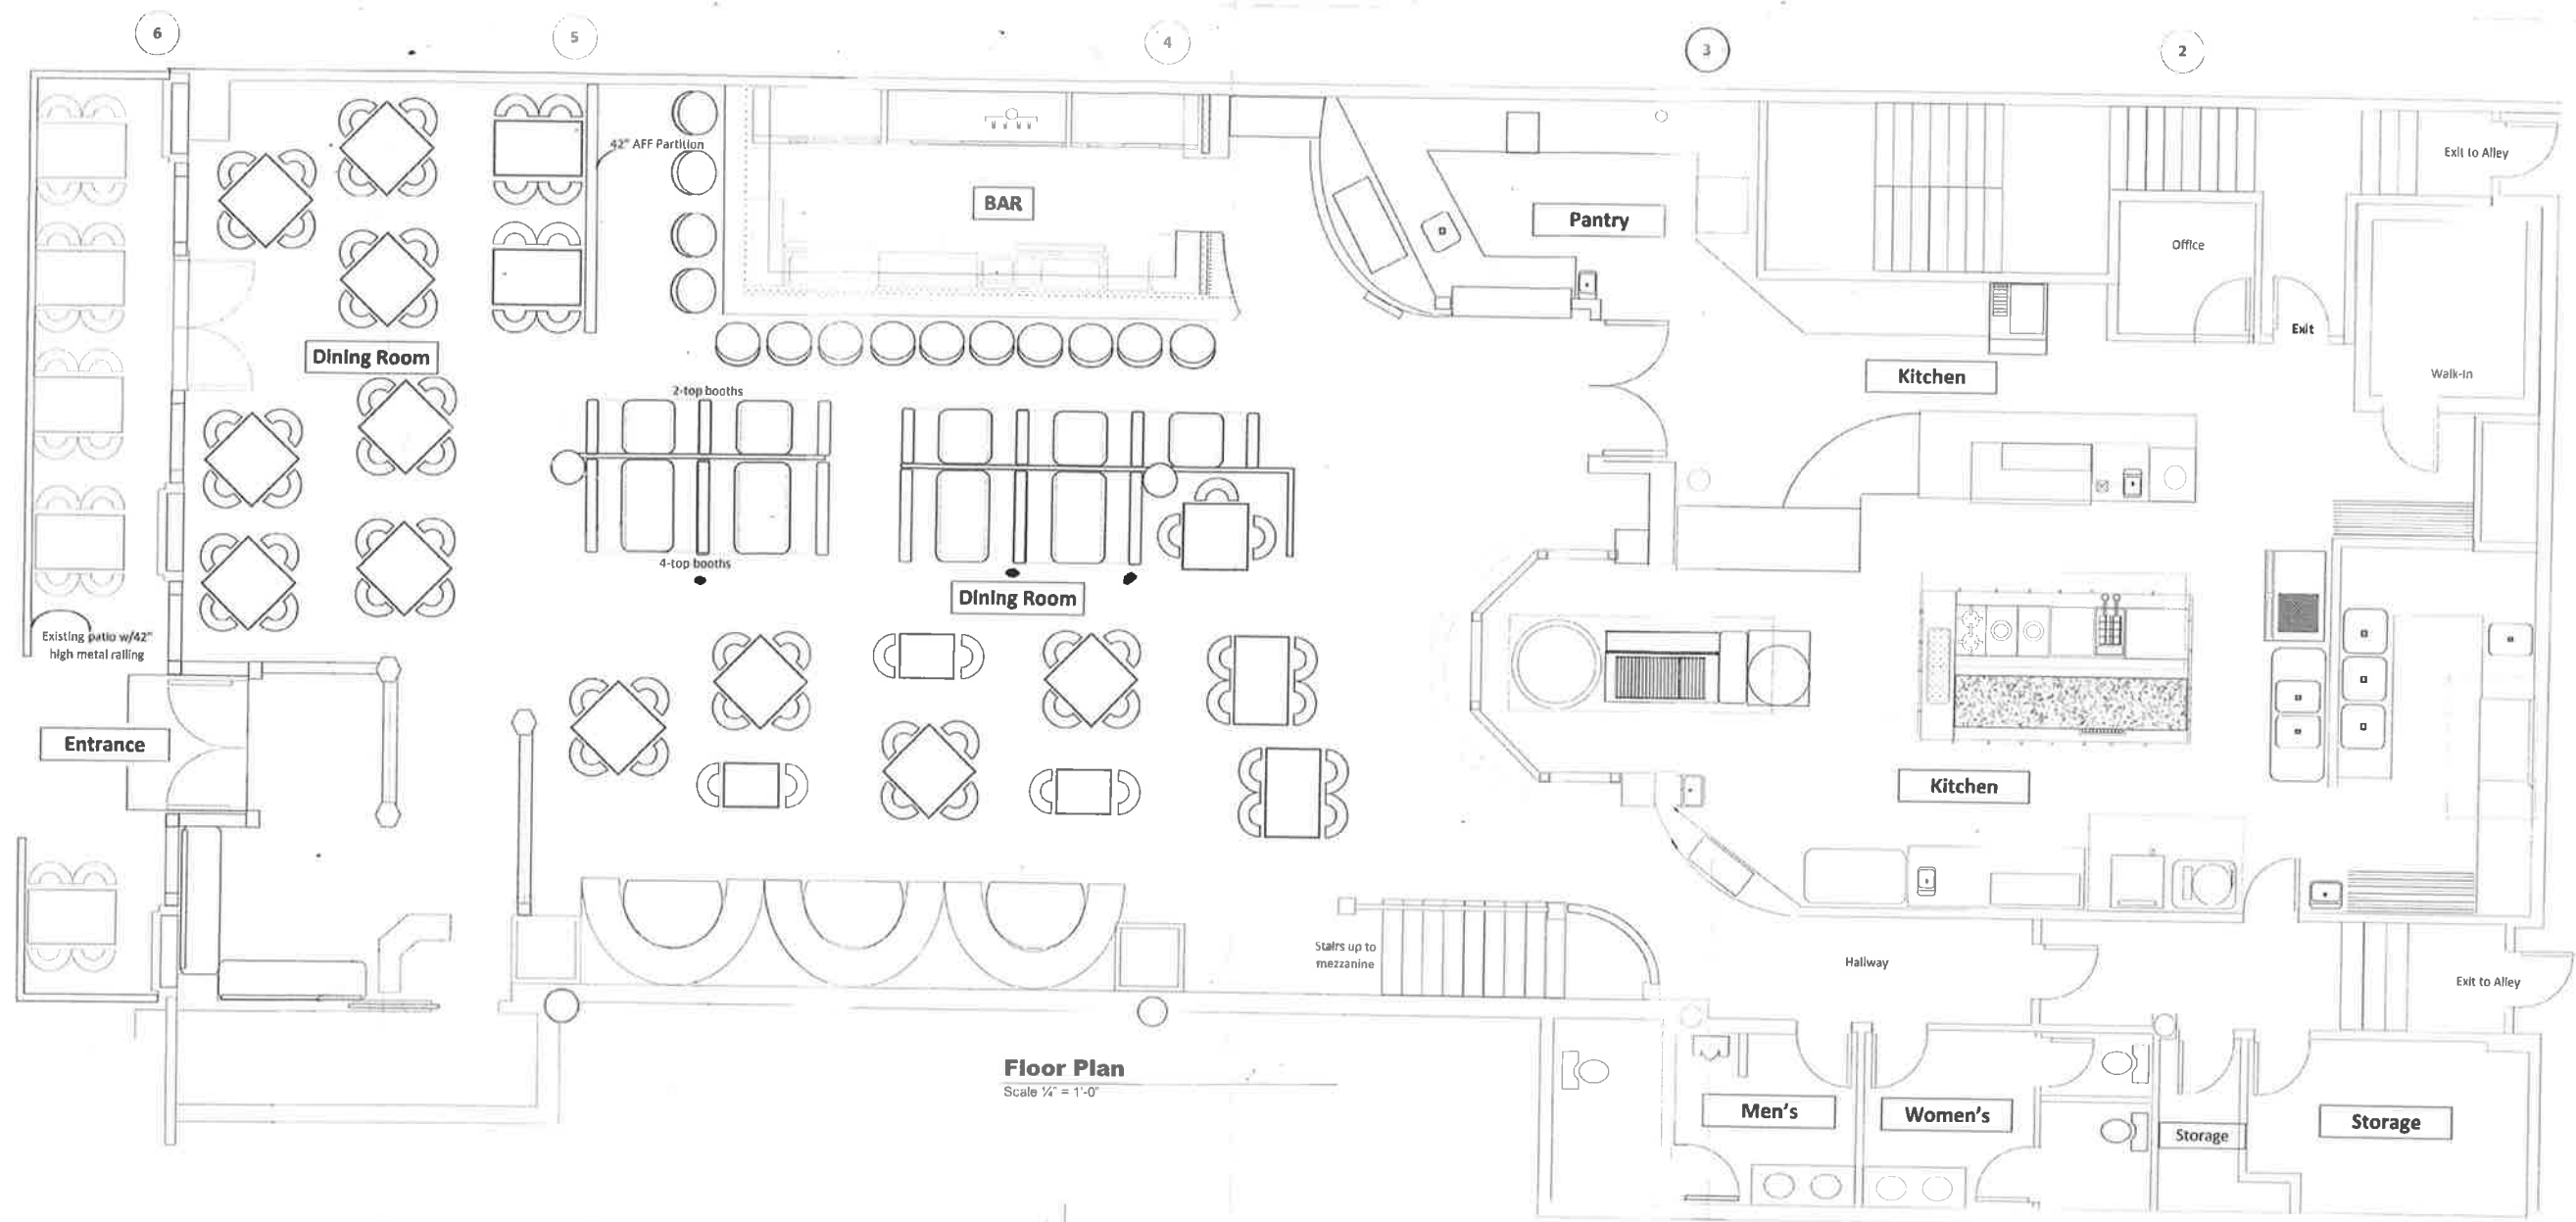 6
5
4
3
2
42" AFF Partition
BAR
Pantry
Exit to Alley
Office
Exit
Dining Room
Kitchen
Walk-In
2-top booths
4-top booths
Dining Room
Existing patio w/42"
high metal railing
Entrance
Kitchen
Stairs up to
mezzanine
Hallway
Exit to Alley
Floor Plan
Scale ¼" = 1'-0"
Men's
Women's
Storage
Storage